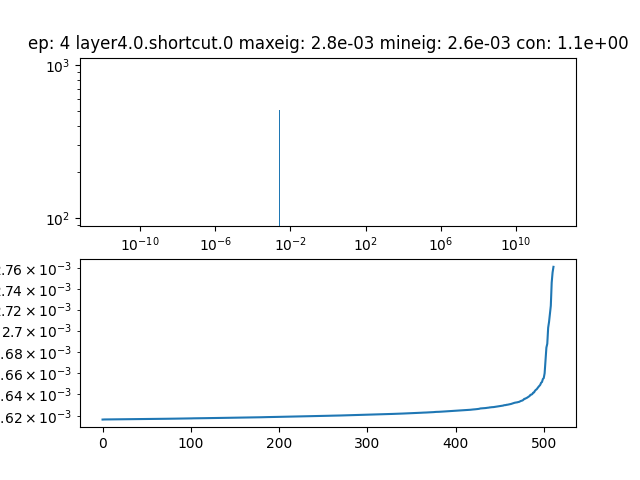 ep: 4 layer4.0.shortcut.0 maxeig: 2.8e-03 mineig: 2.6e-03 con: 1.1e+00
10³
10²
10⁻¹⁰ 10⁻⁶ 10⁻² 10² 10⁶ 10¹⁰
.76 × 10⁻³
2.74 × 10⁻³
2.72 × 10⁻³
2.7 × 10⁻³
.68 × 10⁻³
.66 × 10⁻³
.64 × 10⁻³
.62 × 10⁻³
0 100 200 300 400 500